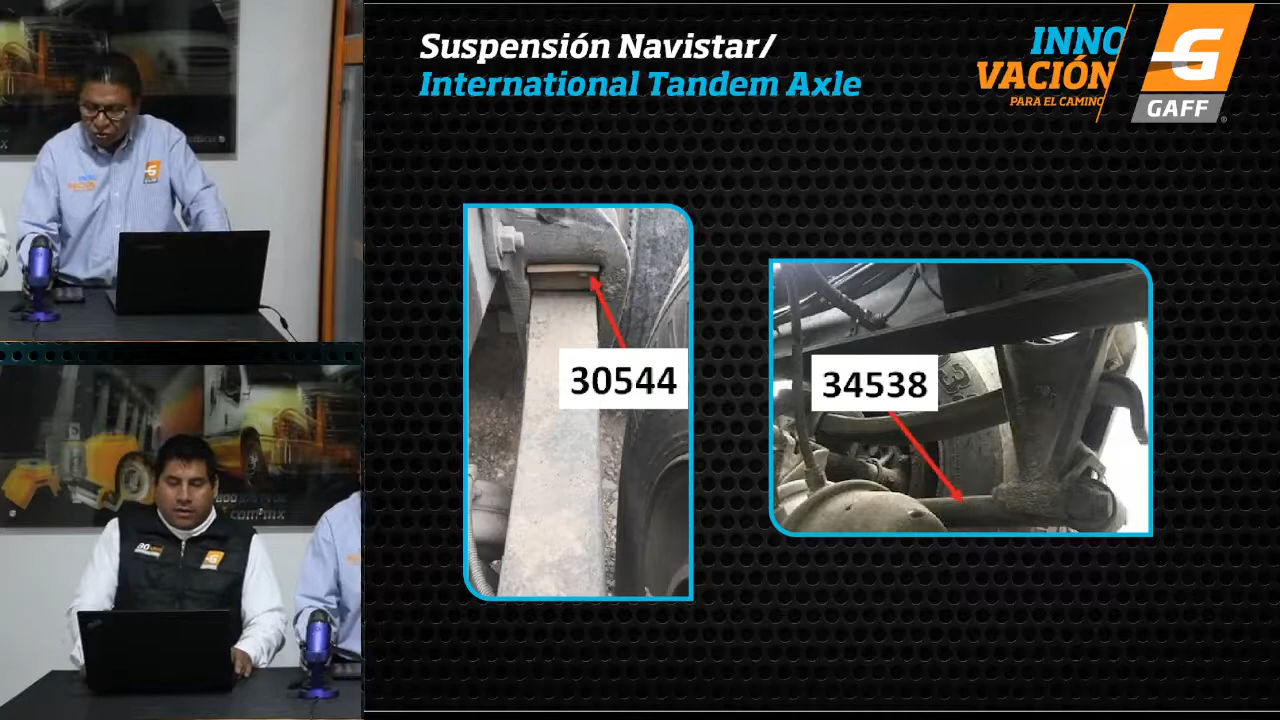 Suspensión Navistar/
International Tandem Axle
INNO
VACIÓN
PARA EL CAMINO
G
GAFF
®
30544
34538